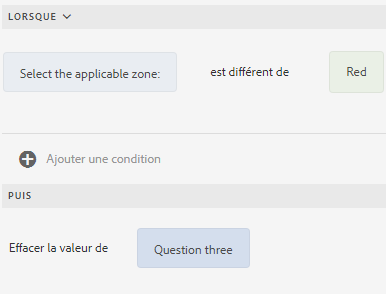 LORSQUE
Select the applicable zone: est différent de Red
Ajouter une condition
PUIS
Effacer la valeur de Question three